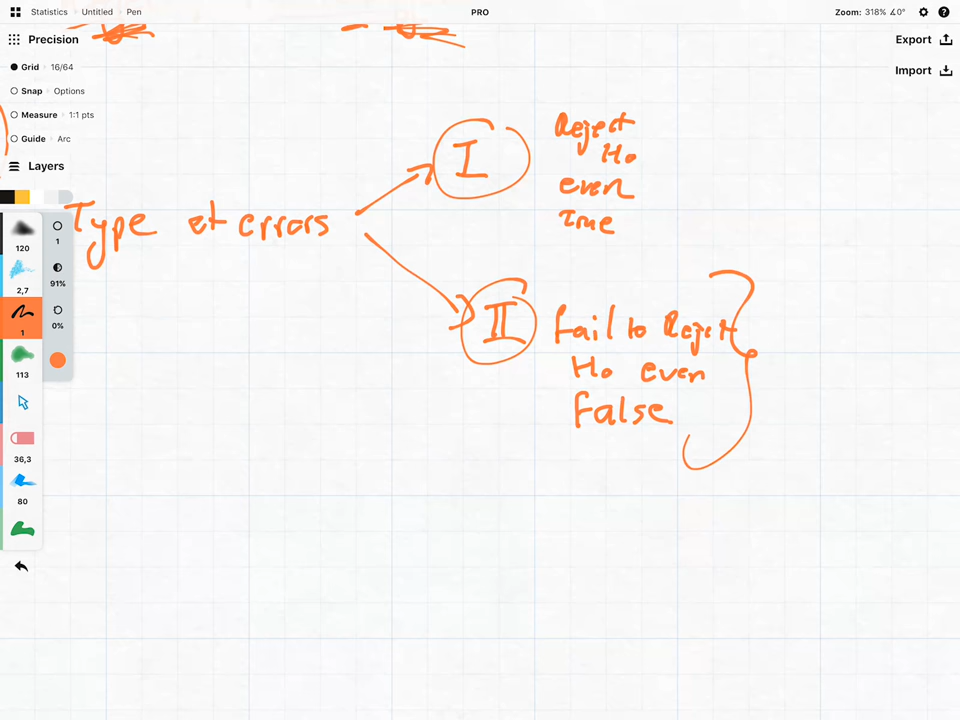 Statistics › Untitled › Pen
PRO
Zoom: 318% ∡0°
Precision
Export
Grid › 16/64
Import
Snap › Options
Measure › 1:1 pts
Guide › Arc
Layers
120
2,7
1
113
36,3
80
1
91%
0%
Type of errors
I
Reject
Ho
even
True
II
Fail to Reject
Ho even
False